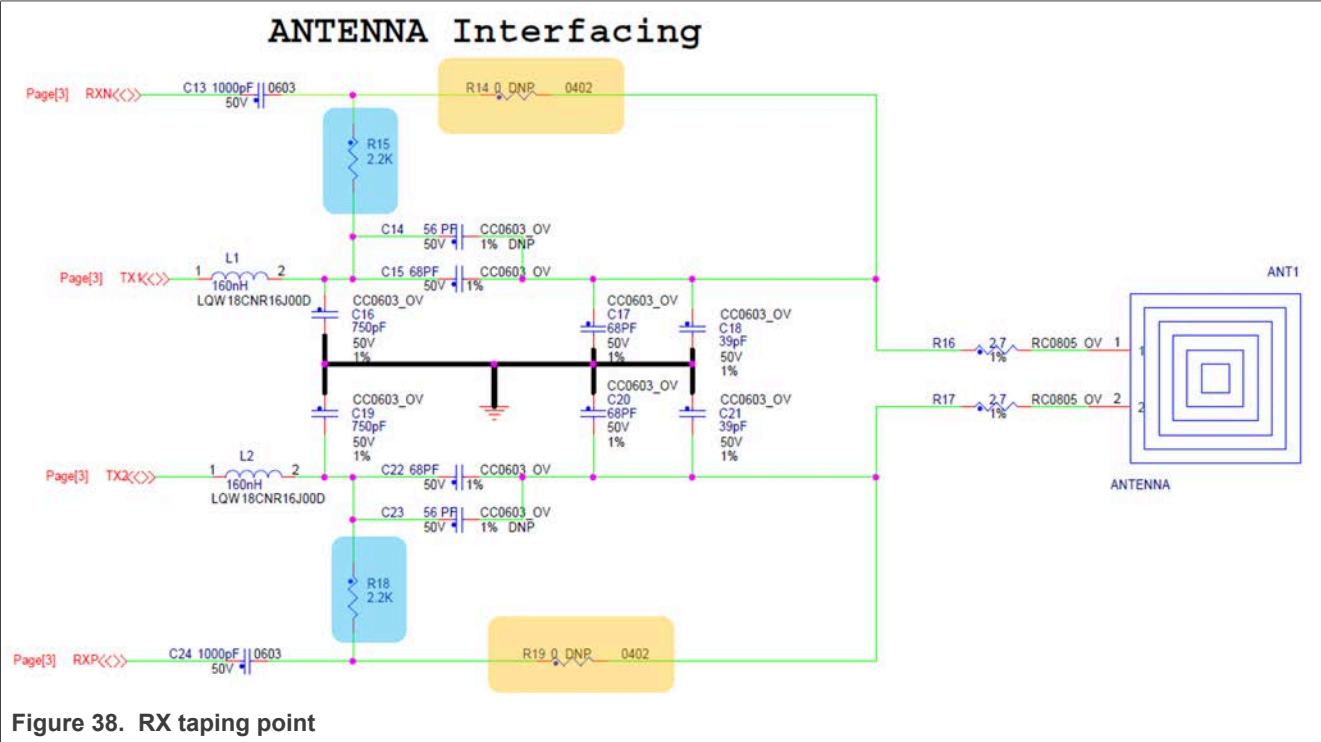 ANTENNA Interfacing
Page[3] RXN C13 1000pF 0603 R14 0 DNP 0402
50V
R15
2.2K
C14 56 PF CC0603_OV
50V 1% DNP
L1
Page[3] TX1 1 2 C15 68PF CC0603_OV
160nH 50V 1%
LQW18CNR16J00D
CC0603_OV
C16
750pF
50V
1%
CC0603_OV
C17
68PF
50V
1%
CC0603_OV
C18
39pF
50V
1%
ANT1
R16 2.7 RC0805_OV 1 1
1%
R17 2.7 RC0805_OV 2 2
1%
ANTENNA
CC0603_OV
C19
750pF
50V
1%
CC0603_OV
C20
68PF
50V
1%
CC0603_OV
C21
39pF
50V
1%
L2
Page[3] TX2 1 2 C22 68PF CC0603_OV
160nH 50V 1%
LQW18CNR16J00D
C23 56 PF CC0603_OV
50V 1% DNP
R18
2.2K
Page[3] RXP C24 1000pF 0603 R19 0 DNP 0402
50V
Figure 38. RX taping point